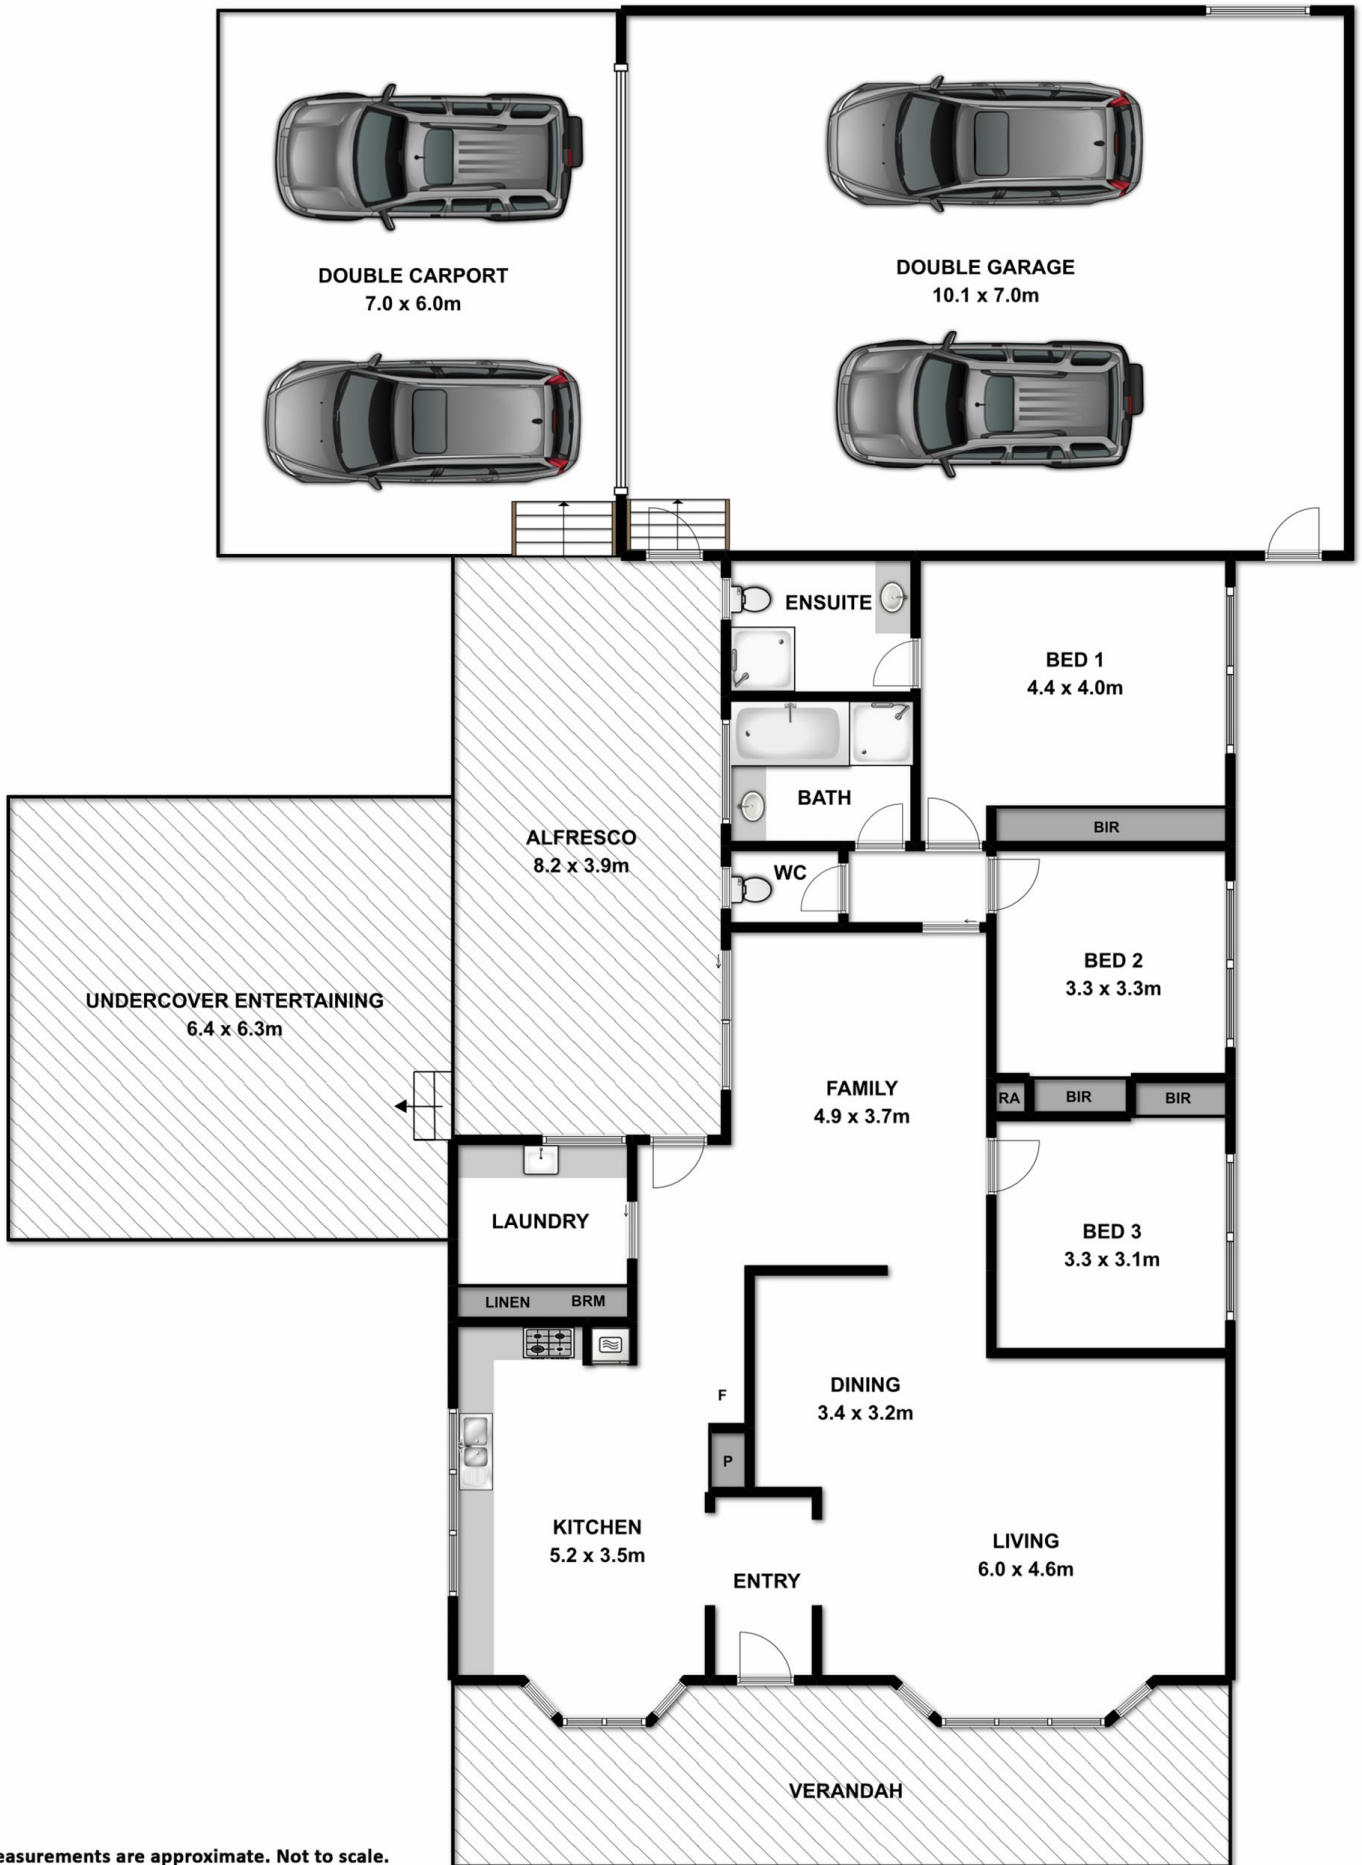 DOUBLE CARPORT
7.0 x 6.0m
DOUBLE GARAGE
10.1 x 7.0m
ENSUITE
BED 1
4.4 x 4.0m
BATH
BIR
ALFRESCO
8.2 x 3.9m
WC
BED 2
3.3 x 3.3m
UNDERCOVER ENTERTAINING
6.4 x 6.3m
FAMILY
4.9 x 3.7m
RA
BIR
BIR
LAUNDRY
BED 3
3.3 x 3.1m
LINEN
BRM
F
DINING
3.4 x 3.2m
P
KITCHEN
5.2 x 3.5m
LIVING
6.0 x 4.6m
ENTRY
VERANDAH
easurements are approximate. Not to scale.